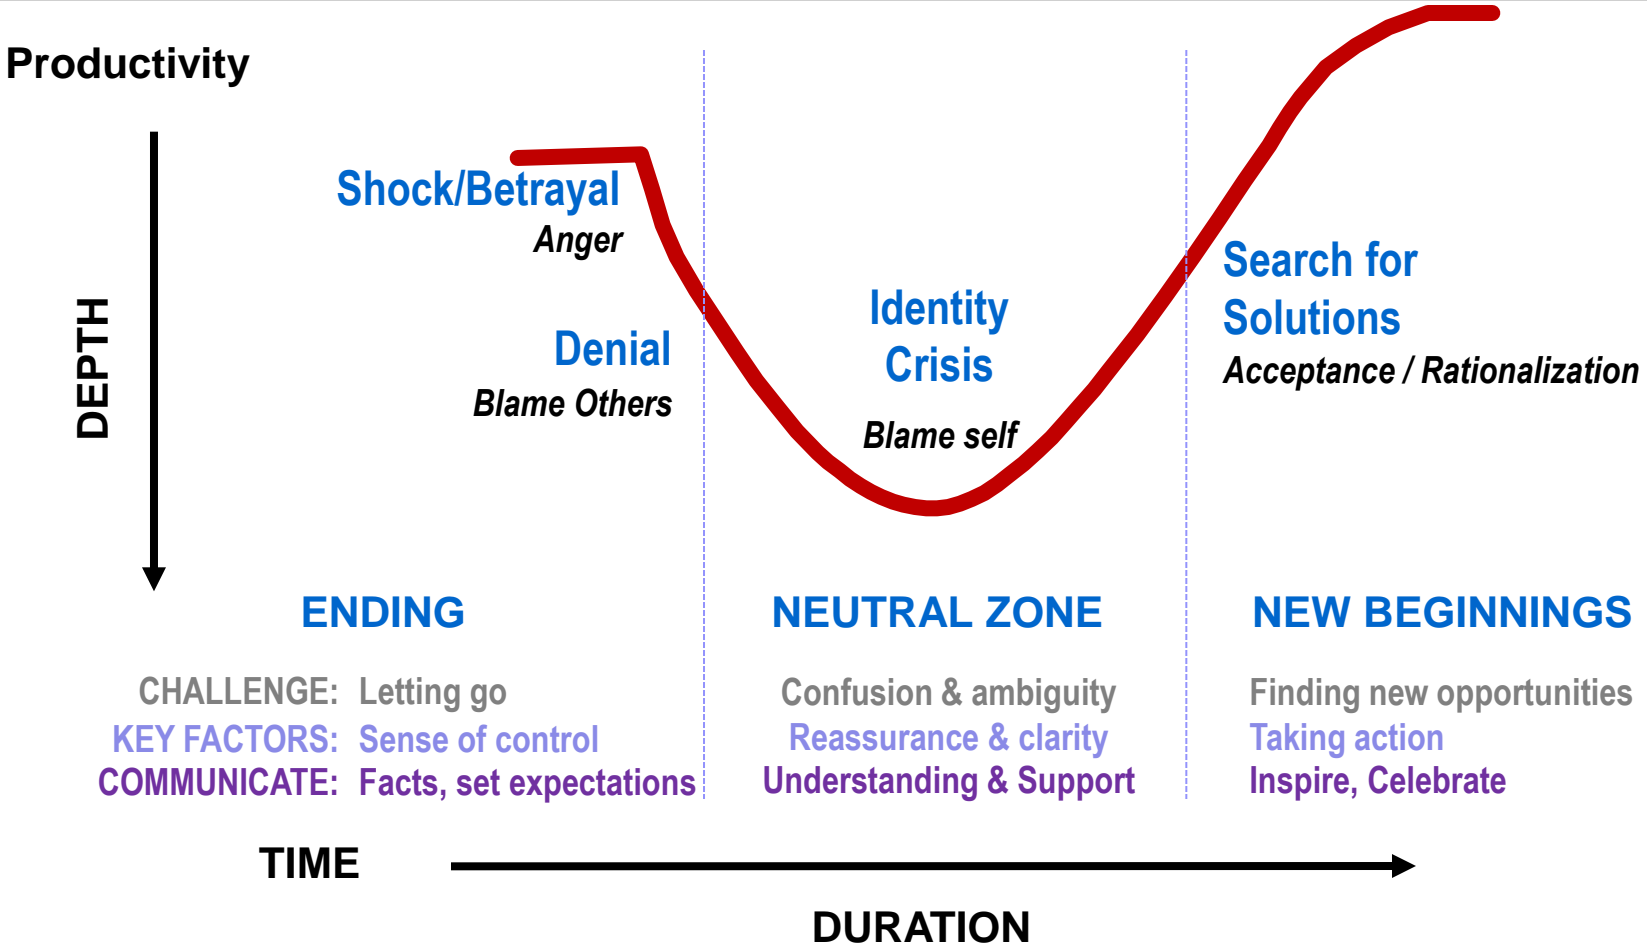 Productivity
DEPTH
Shock/Betrayal
Anger
Denial
Blame Others
Identity
Crisis
Blame self
Search for
Solutions
Acceptance / Rationalization
ENDING
NEUTRAL ZONE
NEW BEGINNINGS
CHALLENGE: Letting go
Confusion & ambiguity
Finding new opportunities
KEY FACTORS: Sense of control
Reassurance & clarity
Taking action
COMMUNICATE: Facts, set expectations
Understanding & Support
Inspire, Celebrate
TIME
DURATION